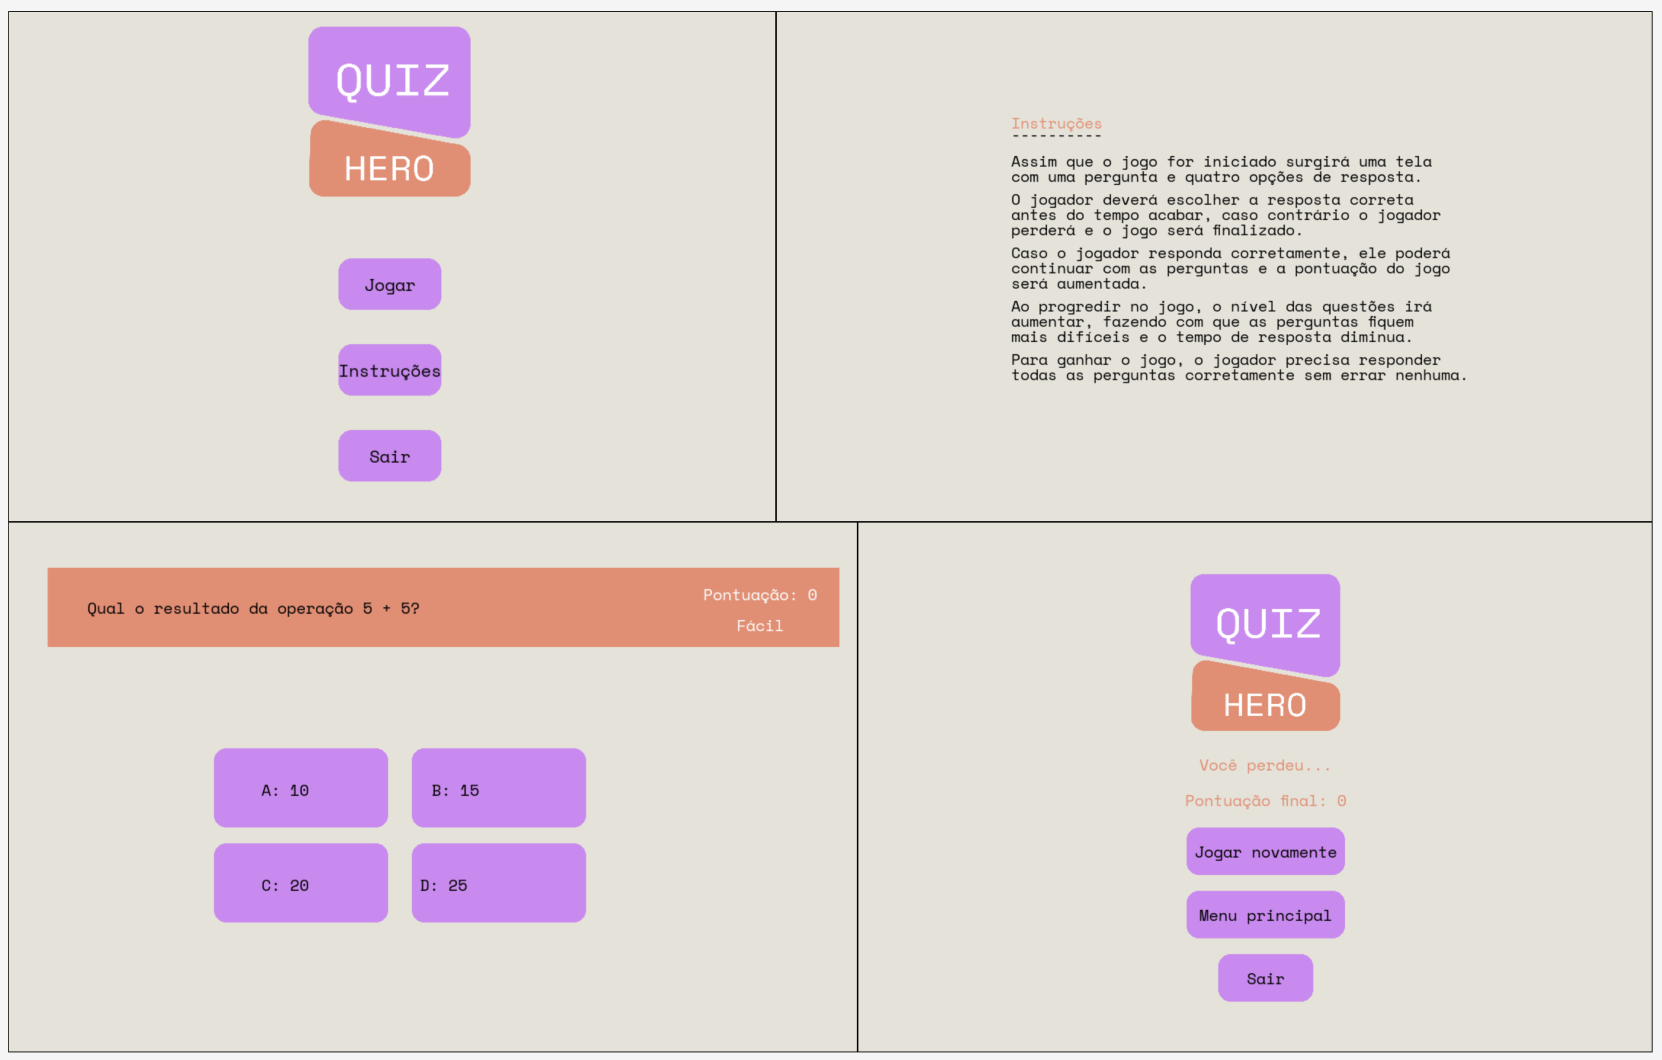 QUIZ
HERO
Jogar
Instruções
Sair
Instruções
----------
Assim que o jogo for iniciado surgirá uma tela
com uma pergunta e quatro opções de resposta.
O jogador deverá escolher a resposta correta
antes do tempo acabar, caso contrário o jogador
perderá e o jogo será finalizado.
Caso o jogador responda corretamente, ele poderá
continuar com as perguntas e a pontuação do jogo
será aumentada.
Ao progredir no jogo, o nível das questões irá
aumentar, fazendo com que as perguntas fiquem
mais difíceis e o tempo de resposta diminua.
Para ganhar o jogo, o jogador precisa responder
todas as perguntas corretamente sem errar nenhuma.
Qual o resultado da operação 5 + 5?
Pontuação: 0
Fácil
A: 10
B: 15
C: 20
D: 25
QUIZ
HERO
Você perdeu...
Pontuação final: 0
Jogar novamente
Menu principal
Sair